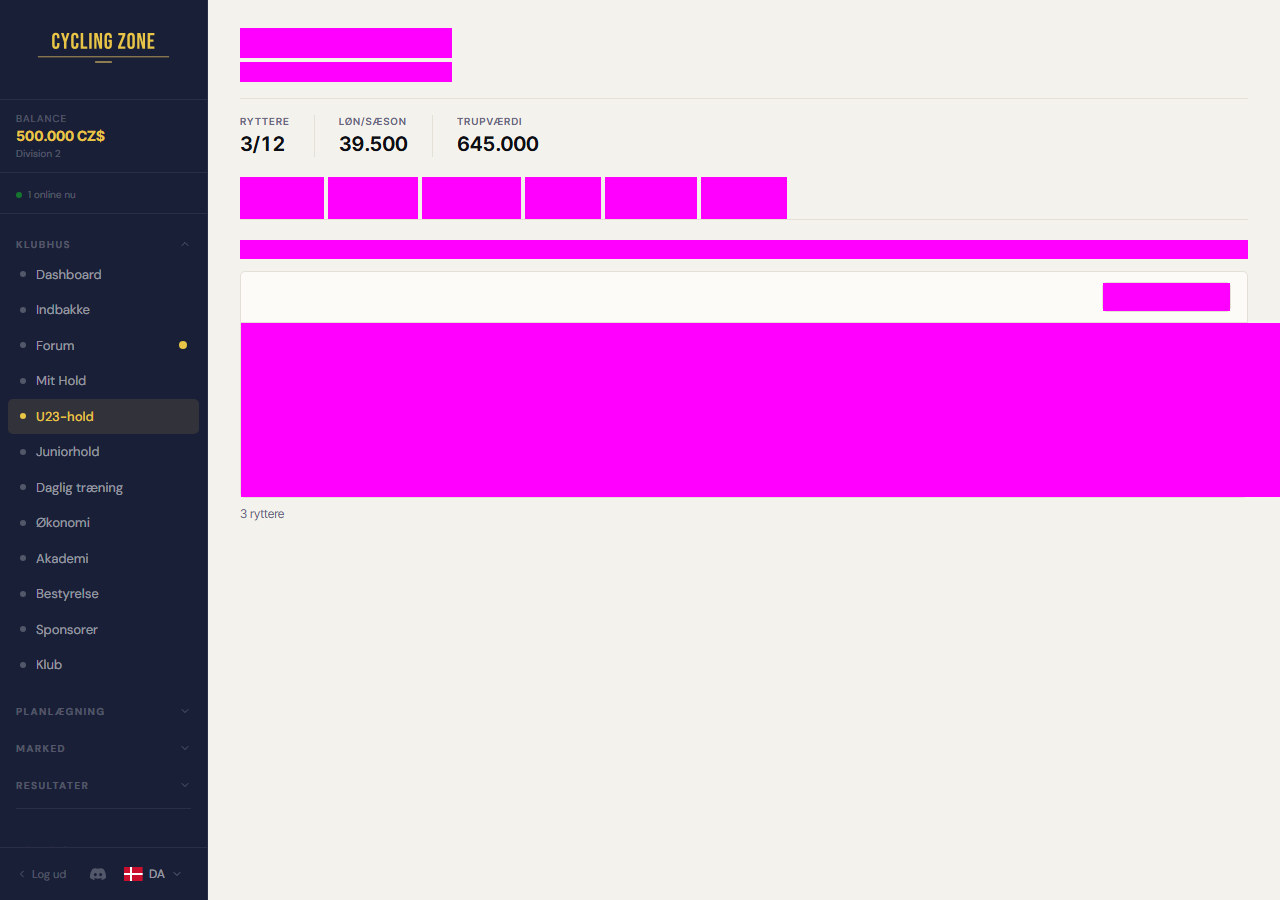 CYCLING ZONE
BALANCE
500.000 CZ$
Division 2
1 online nu
KLUBHUS
Dashboard
Indbakke
Forum
Mit Hold
U23-hold
Juniorhold
Daglig træning
Økonomi
Akademi
Bestyrelse
Sponsorer
Klub
PLANLÆGNING
MARKED
RESULTATER
Log ud
DA
RYTTERE
3/12
LØN/SÆSON
39.500
TRUPVÆRDI
645.000
3 ryttere